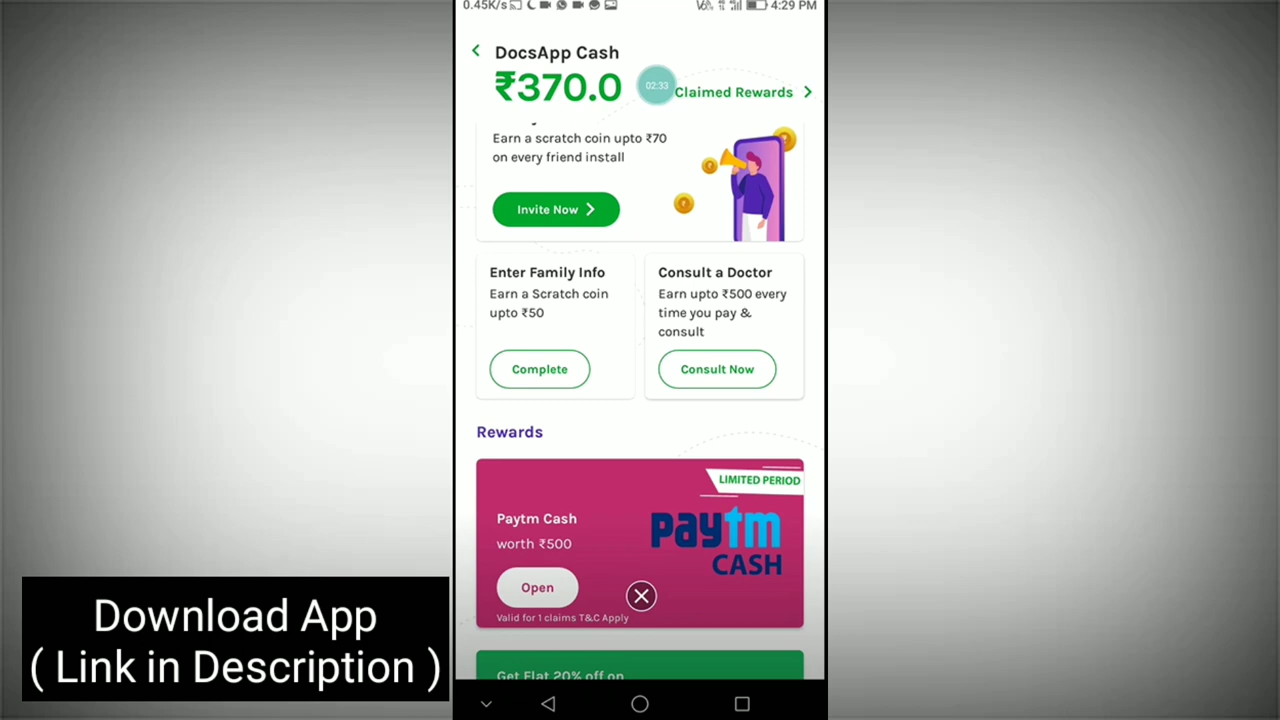 0.45K/s
4:29 PM
DocsApp Cash
₹370.0
02:33
Claimed Rewards
Earn a scratch coin upto ₹70
on every friend install
Invite Now
Enter Family Info
Earn a Scratch coin
upto ₹50
Complete
Consult a Doctor
Earn upto ₹500 every
time you pay &
consult
Consult Now
Rewards
LIMITED PERIOD
Paytm Cash
worth ₹500
Open
Valid for 1 claims T&C Apply
paytm
CASH
Get Flat 20% off on
Download App
( Link in Description )